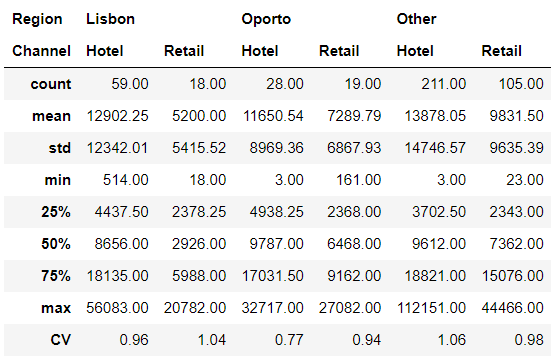 Region Lisbon Oporto Other
Channel Hotel Retail Hotel Retail Hotel Retail
count 59.00 18.00 28.00 19.00 211.00 105.00
mean 12902.25 5200.00 11650.54 7289.79 13878.05 9831.50
std 12342.01 5415.52 8969.36 6867.93 14746.57 9635.39
min 514.00 18.00 3.00 161.00 3.00 23.00
25% 4437.50 2378.25 4938.25 2368.00 3702.50 2343.00
50% 8656.00 2926.00 9787.00 6468.00 9612.00 7362.00
75% 18135.00 5988.00 17031.50 9162.00 18821.00 15076.00
max 56083.00 20782.00 32717.00 27082.00 112151.00 44466.00
CV 0.96 1.04 0.77 0.94 1.06 0.98